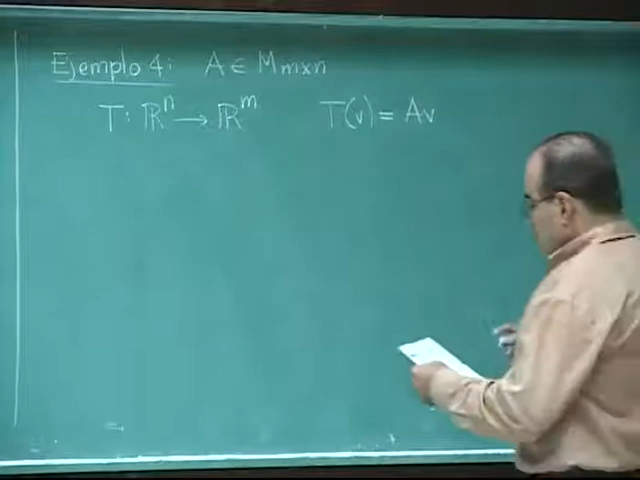 Ejemplo 4: A ∈ Mmxn
T: ℝⁿ → ℝᵐ T(v) = Av